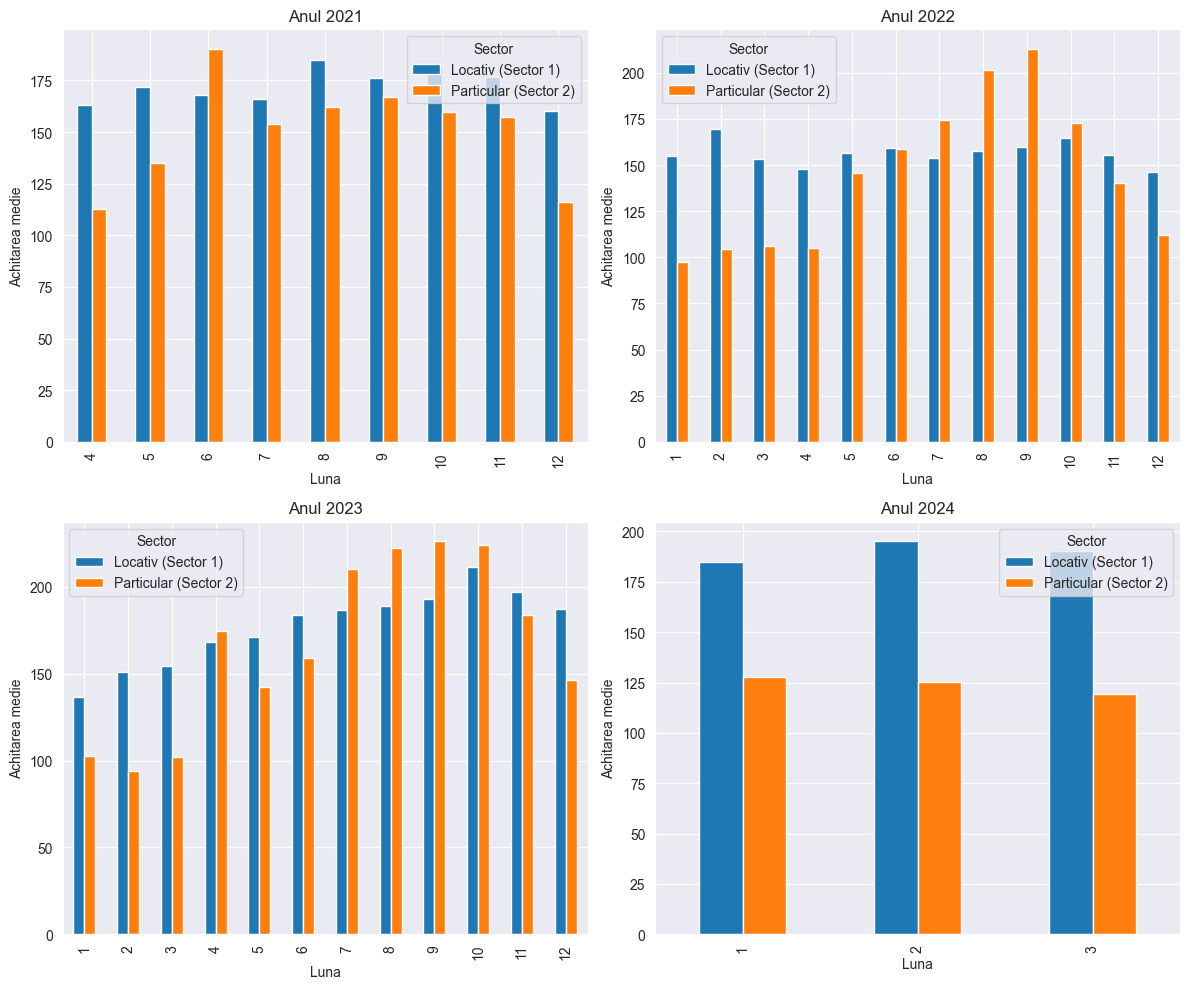 Anul 2021
Sector
Locativ (Sector 1)
Particular (Sector 2)
Achitarea medie
175
150
125
100
75
50
25
0
4 5 6 7 8 9 10 11 12
Luna
Anul 2022
Sector
Locativ (Sector 1)
Particular (Sector 2)
Achitarea medie
200
175
150
125
100
75
50
25
0
1 2 3 4 5 6 7 8 9 10 11 12
Luna
Anul 2023
Sector
Locativ (Sector 1)
Particular (Sector 2)
Achitarea medie
200
150
100
50
0
1 2 3 4 5 6 7 8 9 10 11 12
Luna
Anul 2024
Sector
Locativ (Sector 1)
Particular (Sector 2)
Achitarea medie
200
175
150
125
100
75
50
25
0
1 2 3
Luna